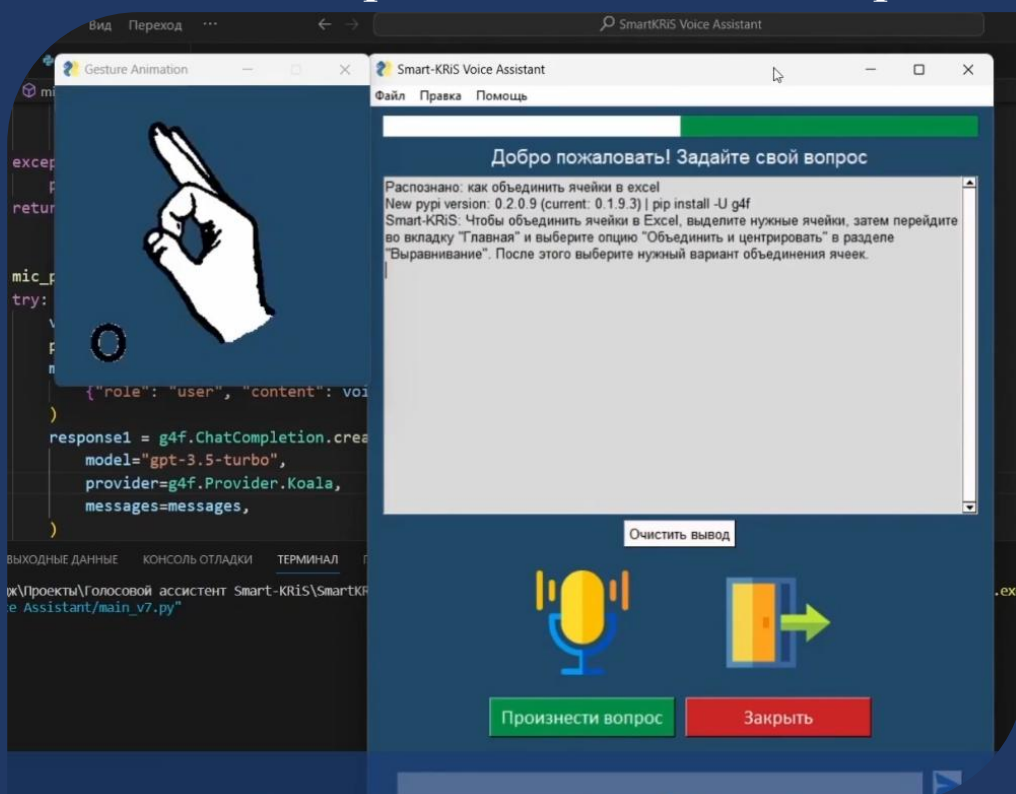 Вид Переход ...
SmartKRiS Voice Assistant
Gesture Animation
Smart-KRiS Voice Assistant
Файл Правка Помощь
Добро пожаловать! Задайте свой вопрос
Распознано: как объединить ячейки в excel
New pypi version: 0.2.0.9 (current: 0.1.9.3) | pip install -U g4f
Smart-KRiS: Чтобы объединить ячейки в Excel, выделите нужные ячейки, затем перейдите
во вкладку "Главная" и выберите опцию "Объединить и центрировать" в разделе
"Выравнивание". После этого выберите нужный вариант объединения ячеек.
O
try:
{"role": "user", "content": voi
)
response1 = g4f.ChatCompletion.crea
model="gpt-3.5-turbo",
provider=g4f.Provider.Koala,
messages=messages,
)
Очистить вывод
ВЫХОДНЫЕ ДАННЫЕ КОНСОЛЬ ОТЛАДКИ ТЕРМИНАЛ
\Проекты\Голосовой ассистент Smart-KRiS\SmartKR
e Assistant/main_v7.py"
.ex
Произнести вопрос
Закрыть